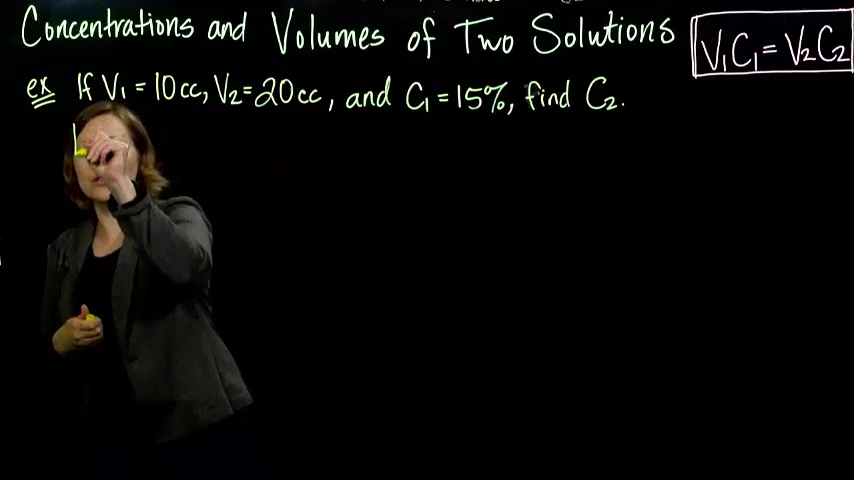 Concentrations and Volumes of Two Solutions
V₁C₁ = V₂C₂
ex If V₁ = 10cc, V₂ = 20cc, and C₁ = 15%, find C₂.